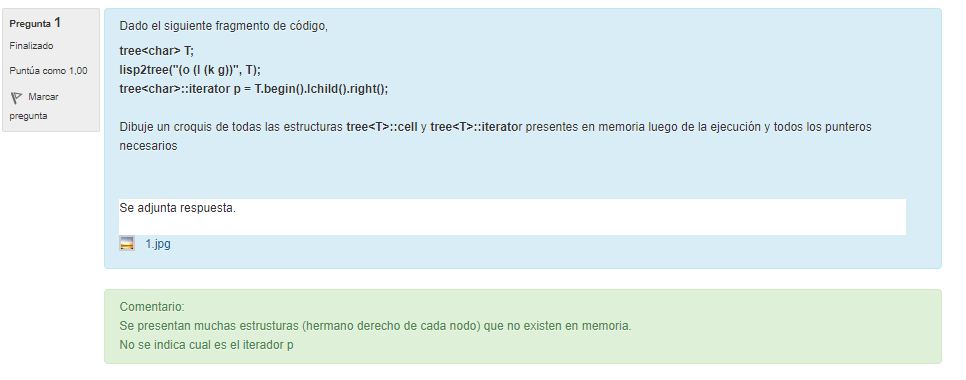 Pregunta 1
Finalizado
Puntúa como 1,00
Marcar
pregunta
Dado el siguiente fragmento de código,
tree<char> T;
lisp2tree("(o (l (k g))", T);
tree<char>::iterator p = T.begin().lchild().right();
Dibuje un croquis de todas las estructuras tree<T>::cell y tree<T>::iterator presentes en memoria luego de la ejecución y todos los punteros
necesarios
Se adjunta respuesta.
1.jpg
Comentario:
Se presentan muchas estrusturas (hermano derecho de cada nodo) que no existen en memoria.
No se indica cual es el iterador p